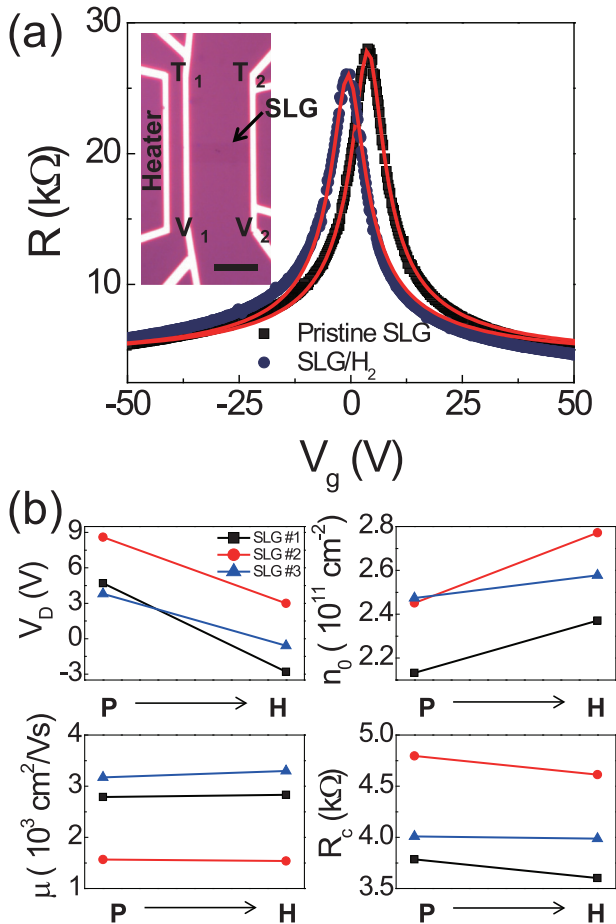 (a)
30
20
10
R (kΩ)
T1 T2
SLG
Heater
V1 V2
Pristine SLG
SLG/H2
-50 -25 0 25 50
Vg (V)
(b)
9
6
3
0
-3
VD (V)
SLG #1
SLG #2
SLG #3
P H
2.8
2.6
2.4
2.2
n0 ( 10^11 cm^-2)
P H
4
3
2
1
μ ( 10^3 cm^2/Vs)
P H
5.0
4.5
4.0
3.5
Rc (kΩ)
P H